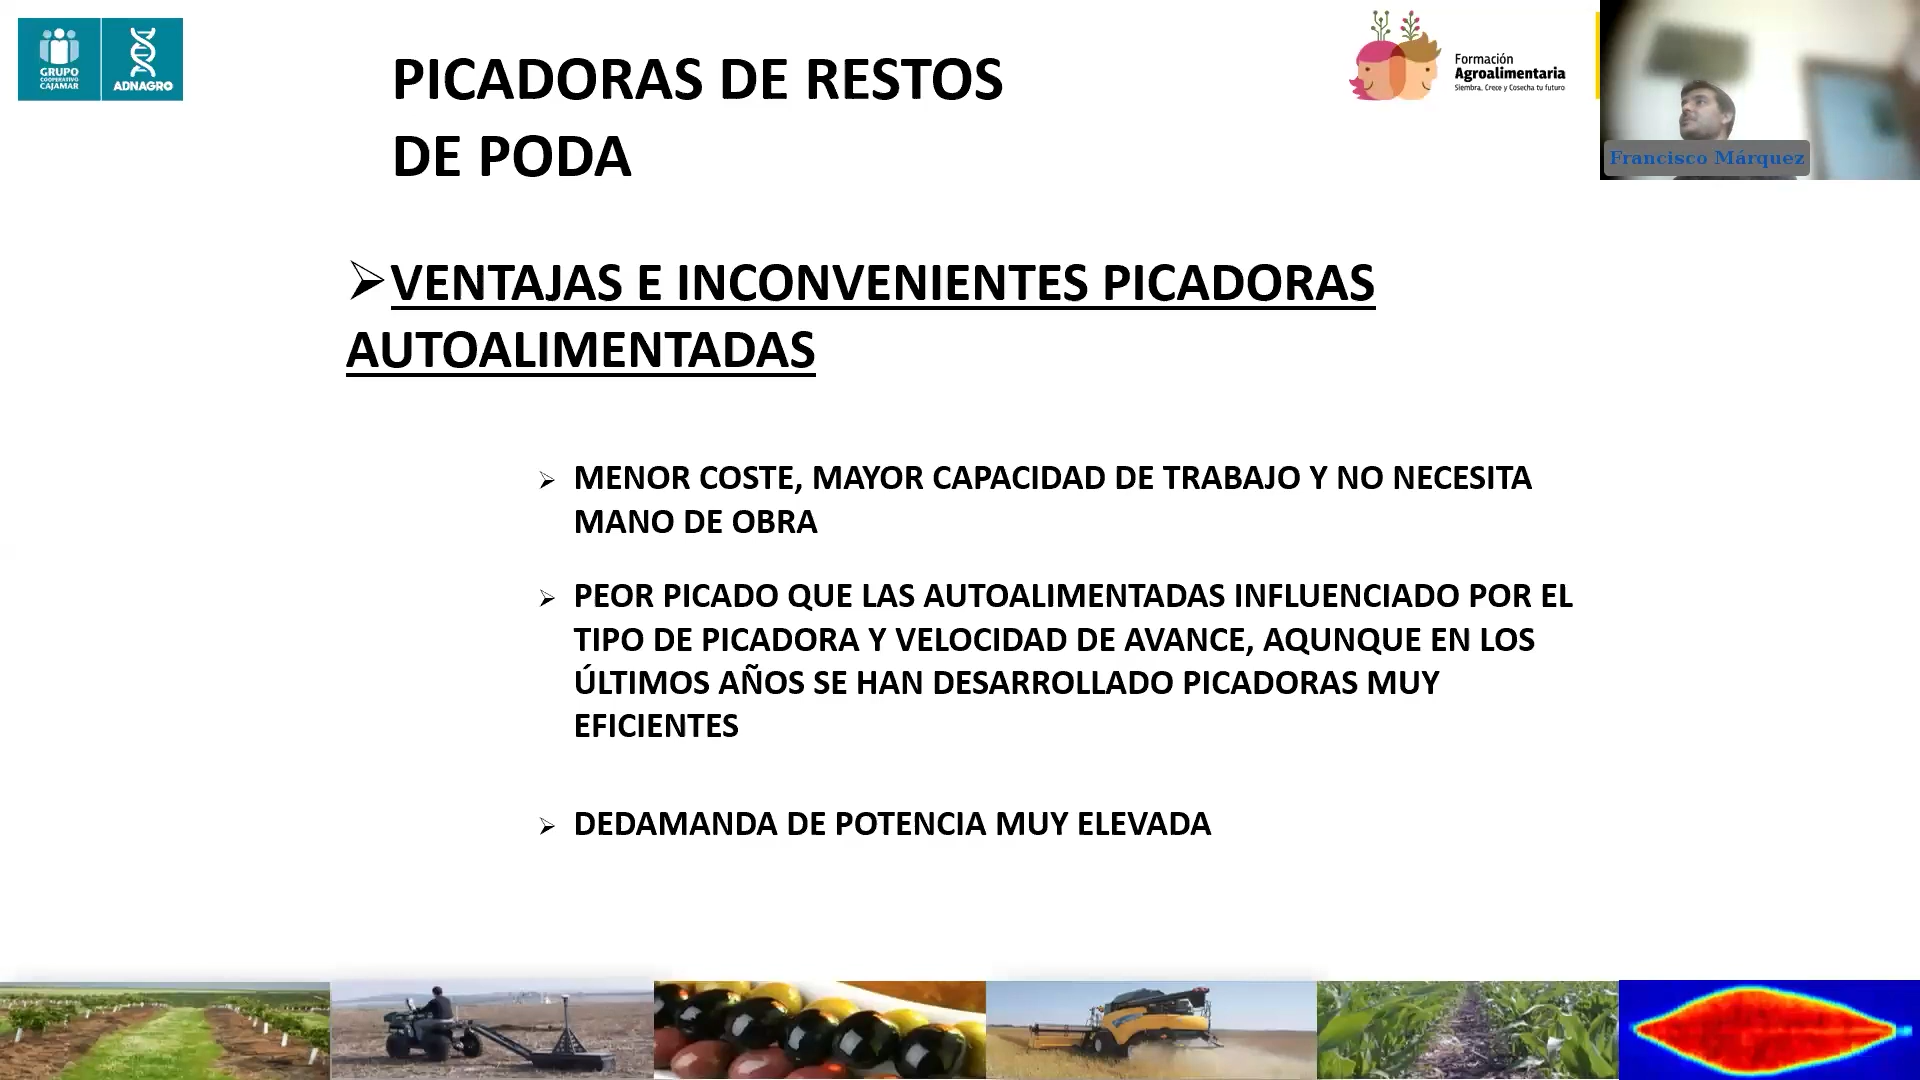 GRUPO
COOPERATIVO
CAJAMAR
ADNAGRO
PICADORAS DE RESTOS
DE PODA
Formación
Agroalimentaria
Siembra, Crece y Cosecha tu futuro
Francisco Márquez
VENTAJAS E INCONVENIENTES PICADORAS
AUTOALIMENTADAS
MENOR COSTE, MAYOR CAPACIDAD DE TRABAJO Y NO NECESITA
MANO DE OBRA
PEOR PICADO QUE LAS AUTOALIMENTADAS INFLUENCIADO POR EL
TIPO DE PICADORA Y VELOCIDAD DE AVANCE, AQUNQUE EN LOS
ÚLTIMOS AÑOS SE HAN DESARROLLADO PICADORAS MUY
EFICIENTES
DEDAMANDA DE POTENCIA MUY ELEVADA